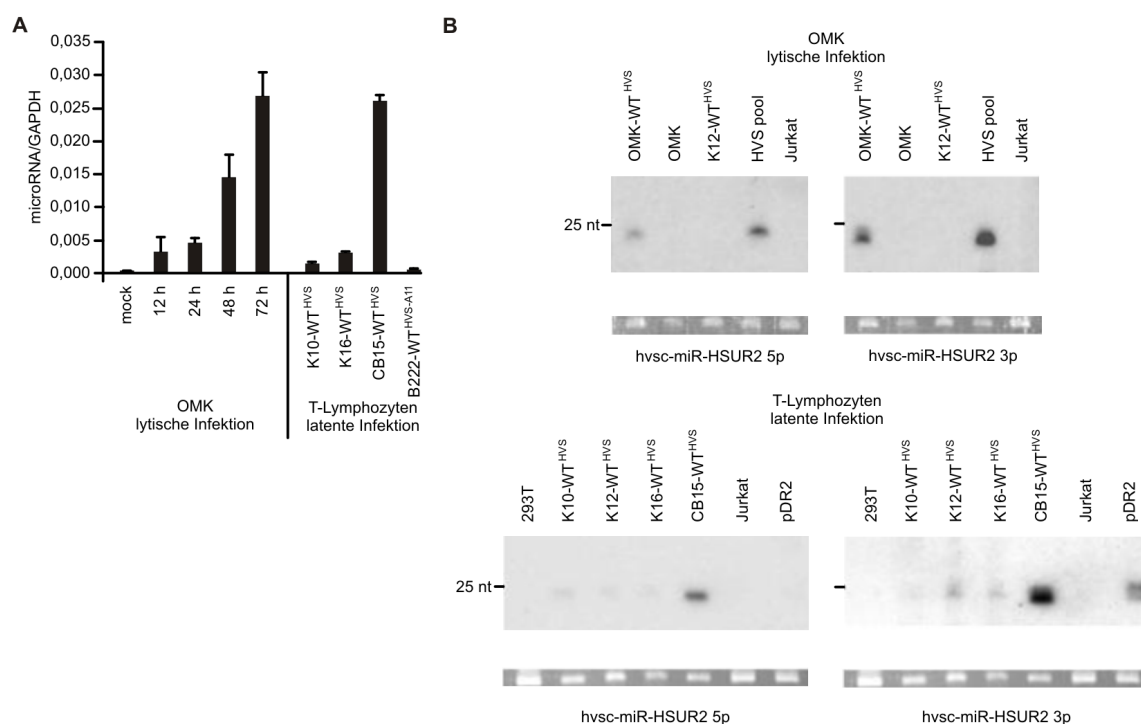 A
microRNA/GAPDH
0,035
0,030
0,025
0,020
0,015
0,010
0,005
0,000
mock
12 h
24 h
48 h
72 h
K10-WT HVS
K16-WT HVS
CB15-WT HVS
B222-WT HVS-A11
OMK
lytische Infektion
T-Lymphozyten
latente Infektion
B
OMK
lytische Infektion
OMK-WT HVS
OMK
K12-WT HVS
HVS pool
Jurkat
OMK-WT HVS
OMK
K12-WT HVS
HVS pool
Jurkat
25 nt
hvsc-miR-HSUR2 5p
hvsc-miR-HSUR2 3p
T-Lymphozyten
latente Infektion
293T
K10-WT HVS
K12-WT HVS
K16-WT HVS
CB15-WT HVS
Jurkat
pDR2
293T
K10-WT HVS
K12-WT HVS
K16-WT HVS
CB15-WT HVS
Jurkat
pDR2
25 nt
hvsc-miR-HSUR2 5p
hvsc-miR-HSUR2 3p